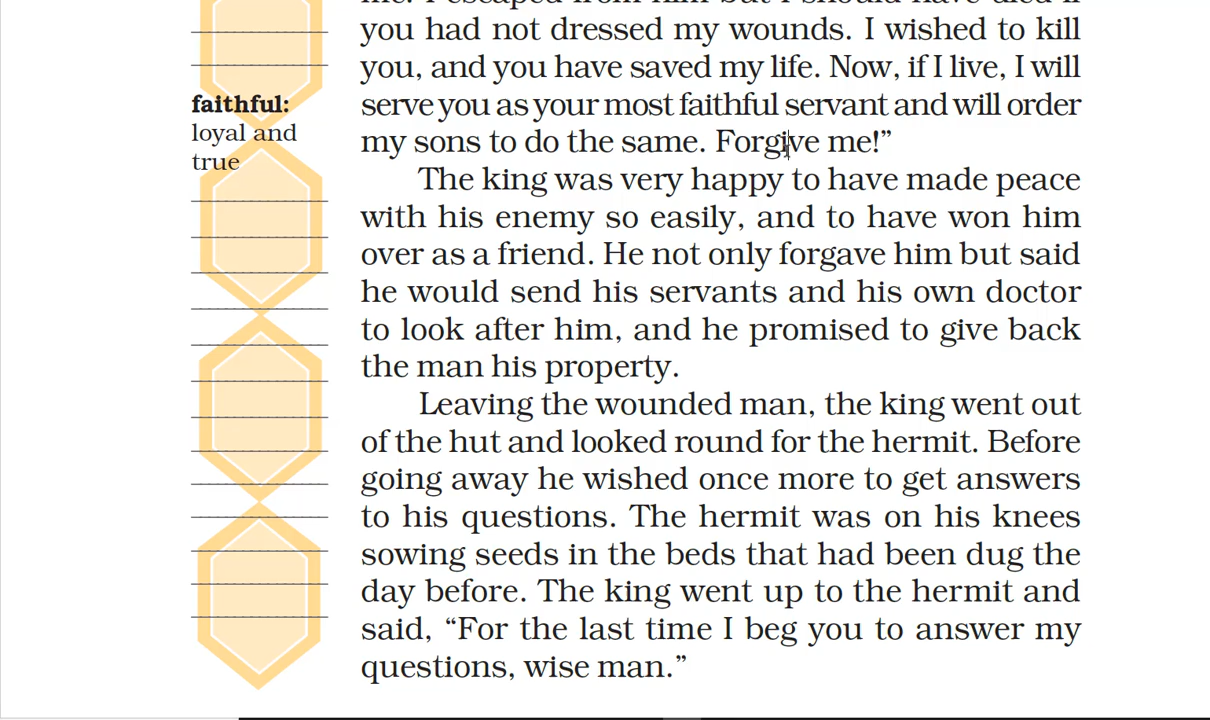 me. I escaped from him but I should have died if
you had not dressed my wounds. I wished to kill
you, and you have saved my life. Now, if I live, I will
serve you as your most faithful servant and will order
my sons to do the same. Forgive me!”
faithful:
loyal and
true
The king was very happy to have made peace
with his enemy so easily, and to have won him
over as a friend. He not only forgave him but said
he would send his servants and his own doctor
to look after him, and he promised to give back
the man his property.
Leaving the wounded man, the king went out
of the hut and looked round for the hermit. Before
going away he wished once more to get answers
to his questions. The hermit was on his knees
sowing seeds in the beds that had been dug the
day before. The king went up to the hermit and
said, “For the last time I beg you to answer my
questions, wise man.”